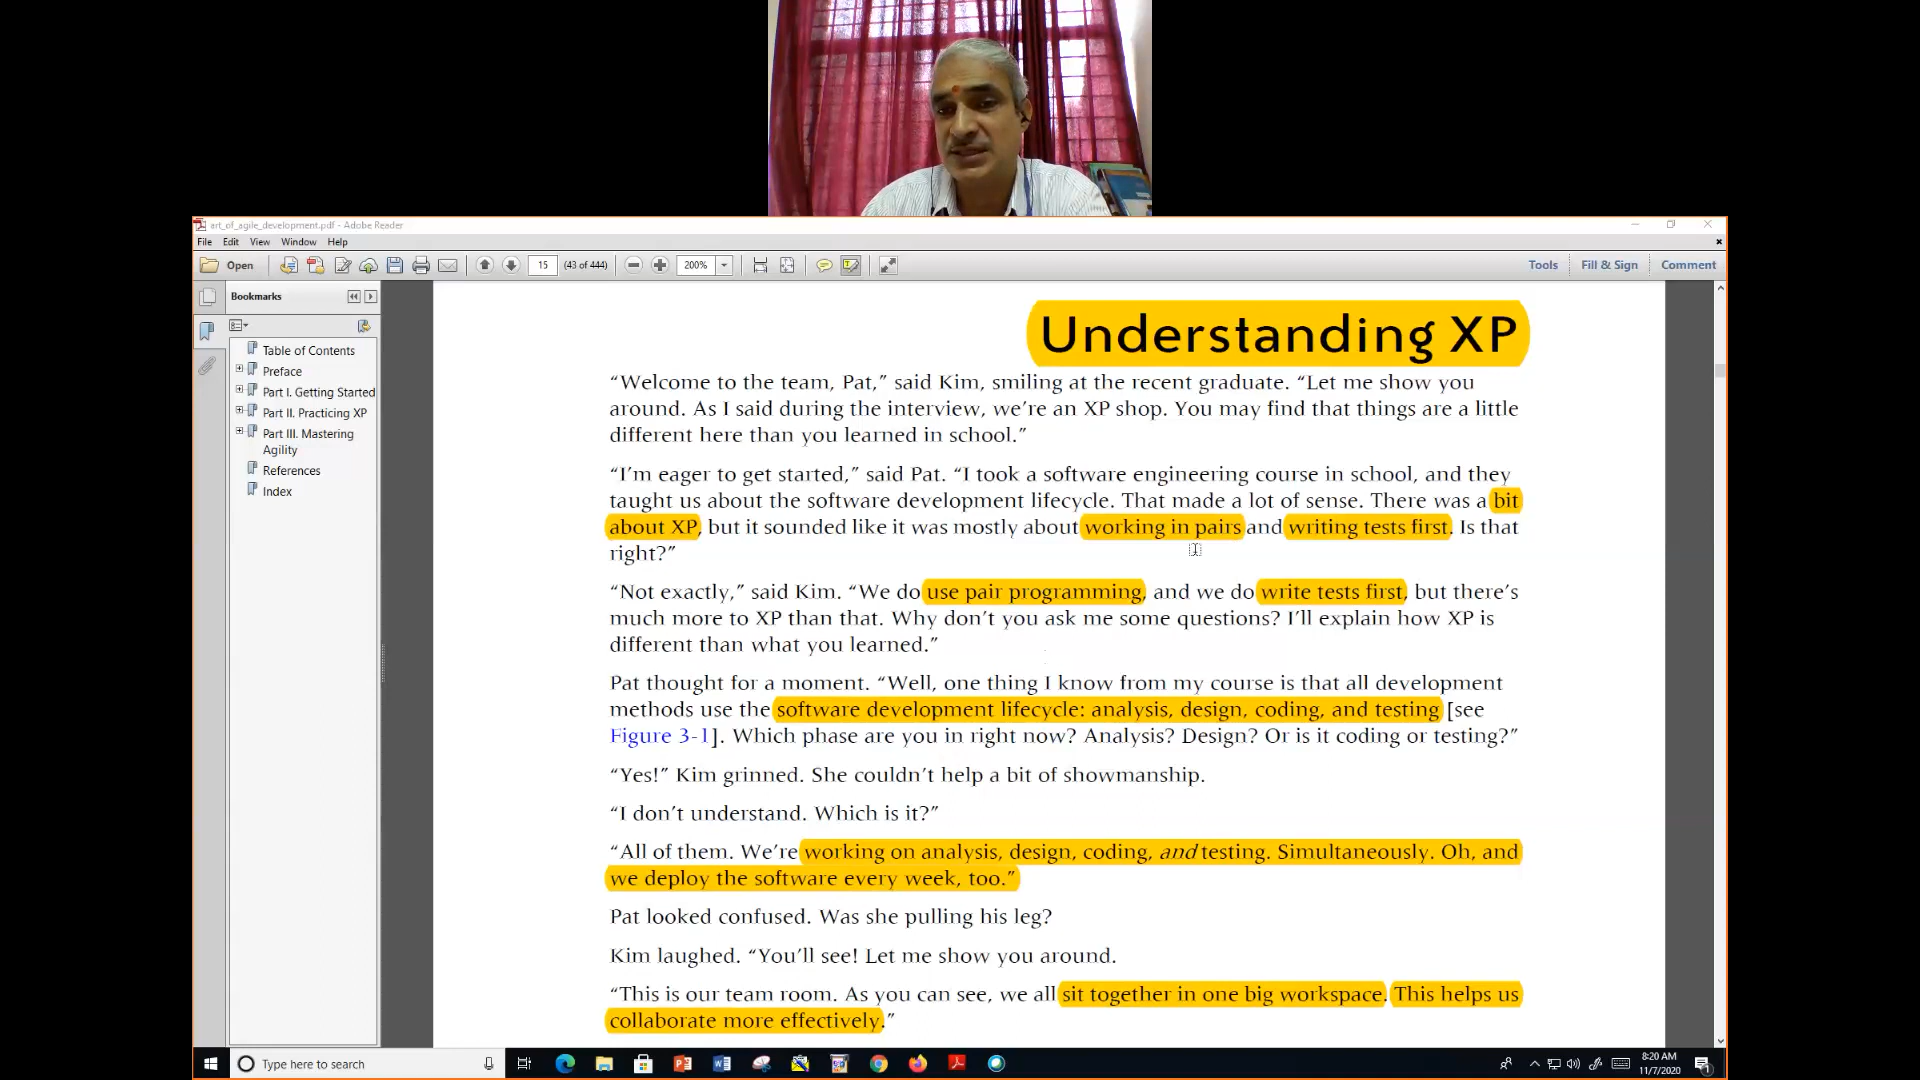 art_of_agile_development.pdf - Adobe Reader
File Edit View Window Help
Open 15 (43 of 444) 200% Tools Fill & Sign Comment
Bookmarks
Table of Contents
Preface
Part I. Getting Started
Part II. Practicing XP
Part III. Mastering
Agility
References
Index
Understanding XP
“Welcome to the team, Pat,” said Kim, smiling at the recent graduate. “Let me show you
around. As I said during the interview, we’re an XP shop. You may find that things are a little
different here than you learned in school.”
“I’m eager to get started,” said Pat. “I took a software engineering course in school, and they
taught us about the software development lifecycle. That made a lot of sense. There was a bit
about XP, but it sounded like it was mostly about working in pairs and writing tests first. Is that
right?”
“Not exactly,” said Kim. “We do use pair programming, and we do write tests first, but there’s
much more to XP than that. Why don’t you ask me some questions? I’ll explain how XP is
different than what you learned.”
Pat thought for a moment. “Well, one thing I know from my course is that all development
methods use the software development lifecycle: analysis, design, coding, and testing [see
Figure 3-1]. Which phase are you in right now? Analysis? Design? Or is it coding or testing?”
“Yes!” Kim grinned. She couldn’t help a bit of showmanship.
“I don’t understand. Which is it?”
“All of them. We’re working on analysis, design, coding, and testing. Simultaneously. Oh, and
we deploy the software every week, too.”
Pat looked confused. Was she pulling his leg?
Kim laughed. “You’ll see! Let me show you around.
“This is our team room. As you can see, we all sit together in one big workspace. This helps us
collaborate more effectively.”
Type here to search
8:20 AM
11/7/2020